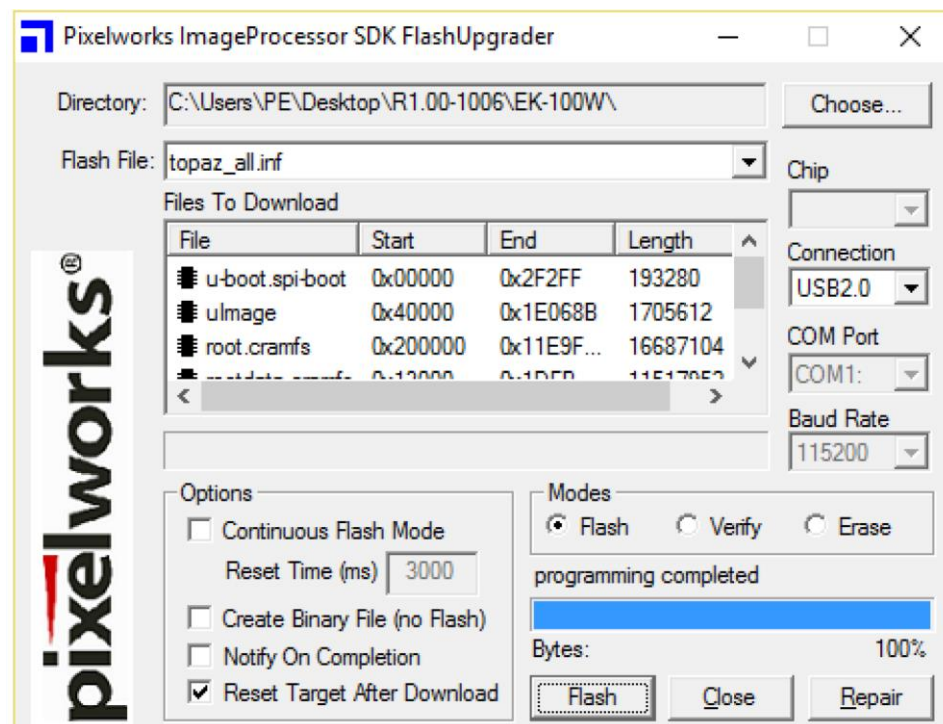 Pixelworks ImageProcessor SDK FlashUpgrader
Directory: C:\Users\PE\Desktop\R1.00-1006\EK-100W\ Choose...
Flash File: topaz_all.inf
Chip
Files To Download
File Start End Length
u-boot.spi-boot 0x00000 0x2F2FF 193280
uImage 0x40000 0x1E068B 1705612
root.cramfs 0x200000 0x11E9F... 16687104
Connection
USB2.0
COM Port
COM1:
Baud Rate
115200
pixelworks®
Options
Continuous Flash Mode
Reset Time (ms) 3000
Create Binary File (no Flash)
Notify On Completion
Reset Target After Download
Modes
Flash Verify Erase
programming completed
Bytes: 100%
Flash Close Repair